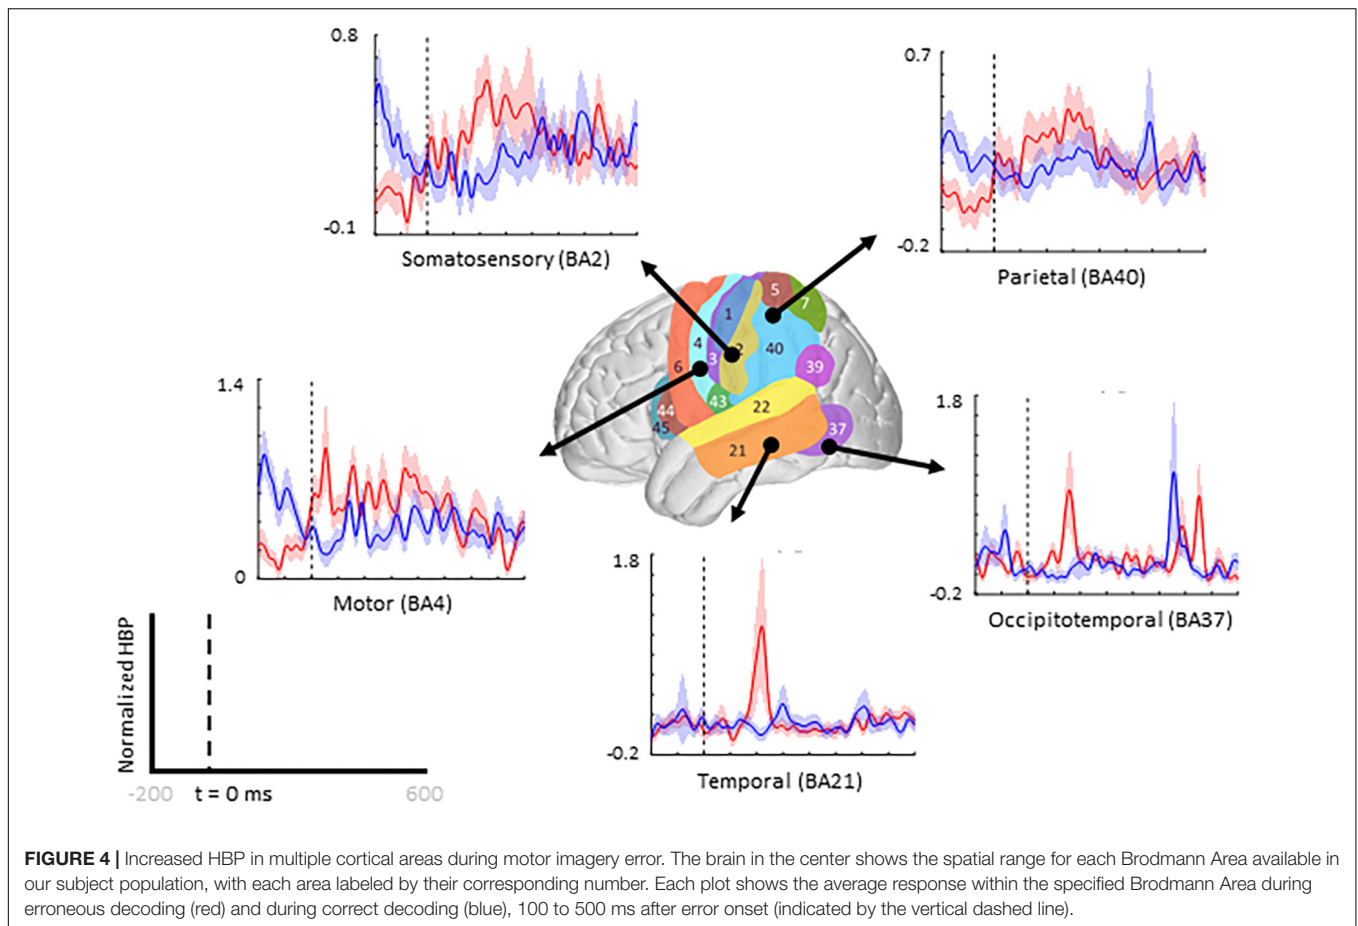 0.8
-0.1
Somatosensory (BA2)
0.7
-0.2
Parietal (BA40)
5
7
1
4
3
2
40
6
39
43
44
22
45
37
21
1.4
0
Motor (BA4)
1.8
-0.2
Occipitotemporal (BA37)
1.8
-0.2
Temporal (BA21)
Normalized HBP
-200 t = 0 ms 600
FIGURE 4 | Increased HBP in multiple cortical areas during motor imagery error. The brain in the center shows the spatial range for each Brodmann Area available in
our subject population, with each area labeled by their corresponding number. Each plot shows the average response within the specified Brodmann Area during
erroneous decoding (red) and during correct decoding (blue), 100 to 500 ms after error onset (indicated by the vertical dashed line).